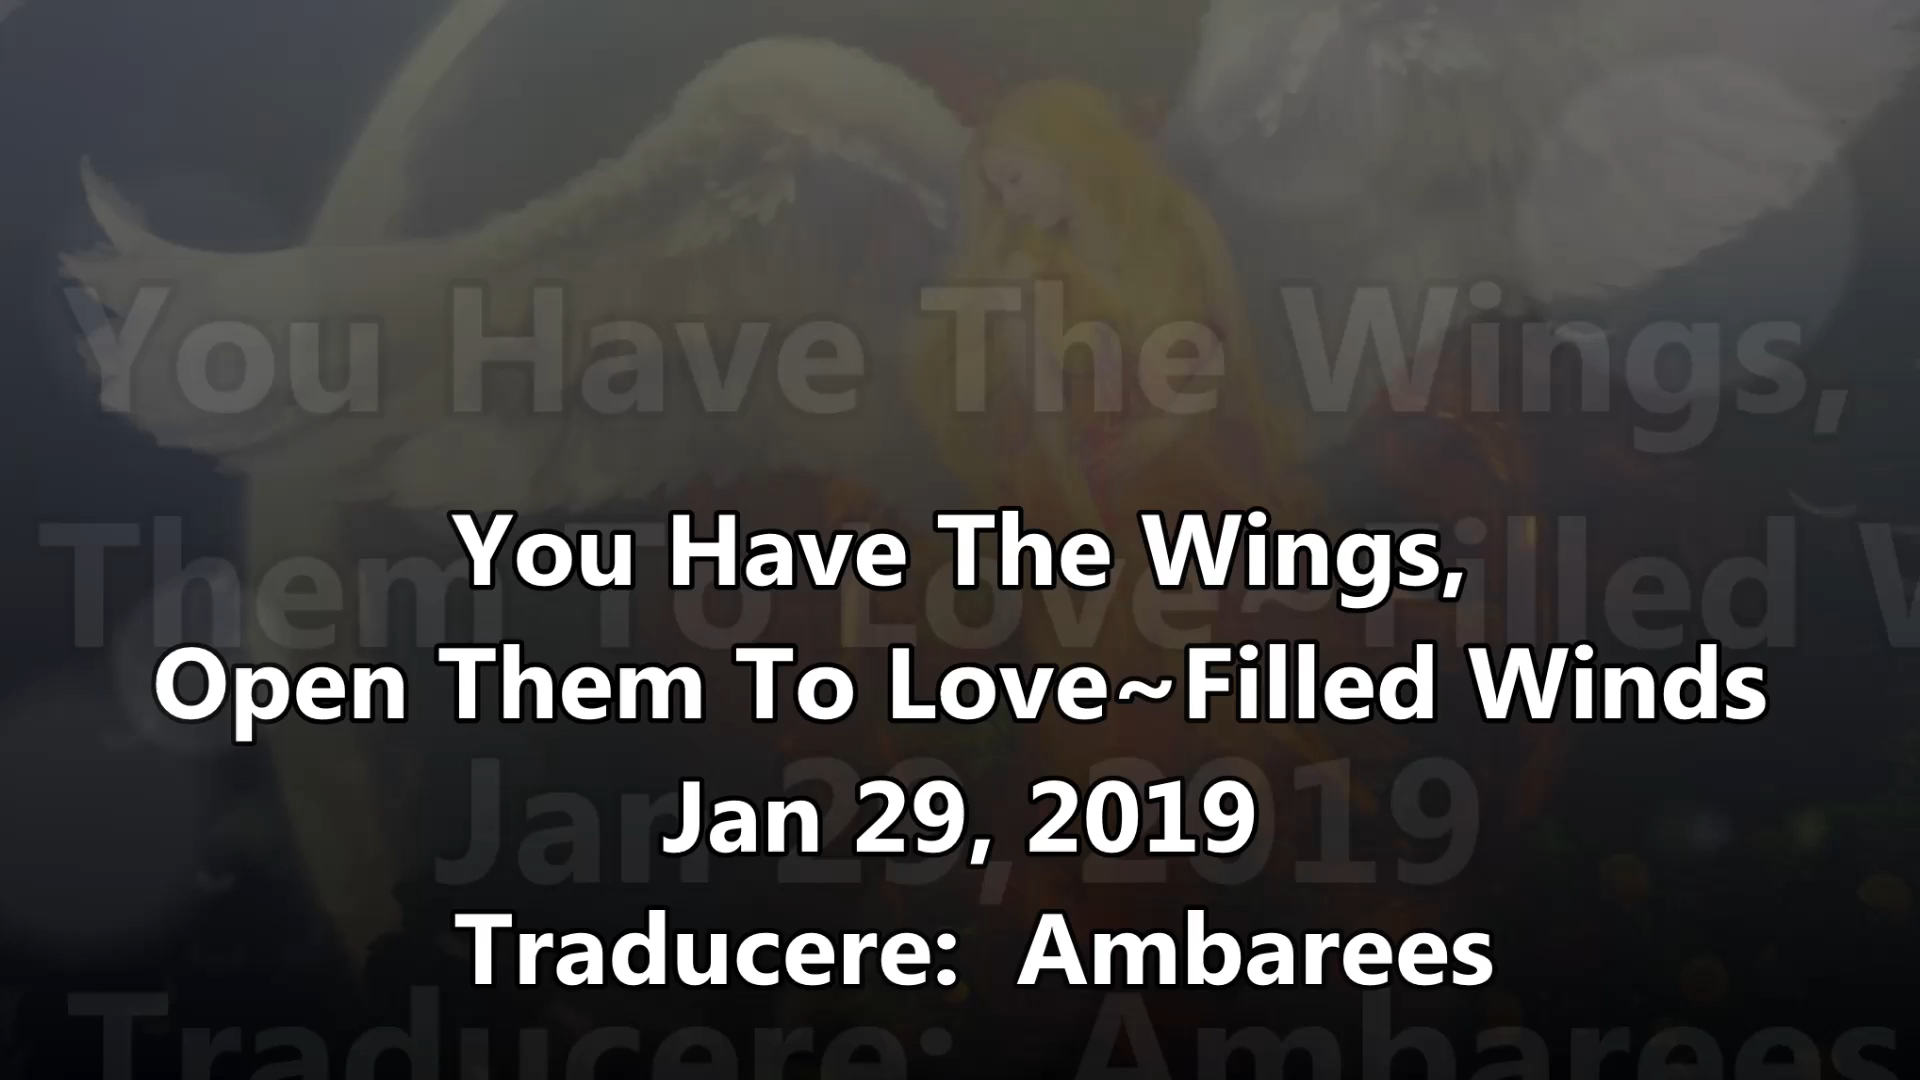 You Have The Wings,
Open Them To Love~Filled Winds
Jan 29, 2019
Traducere: Ambarees